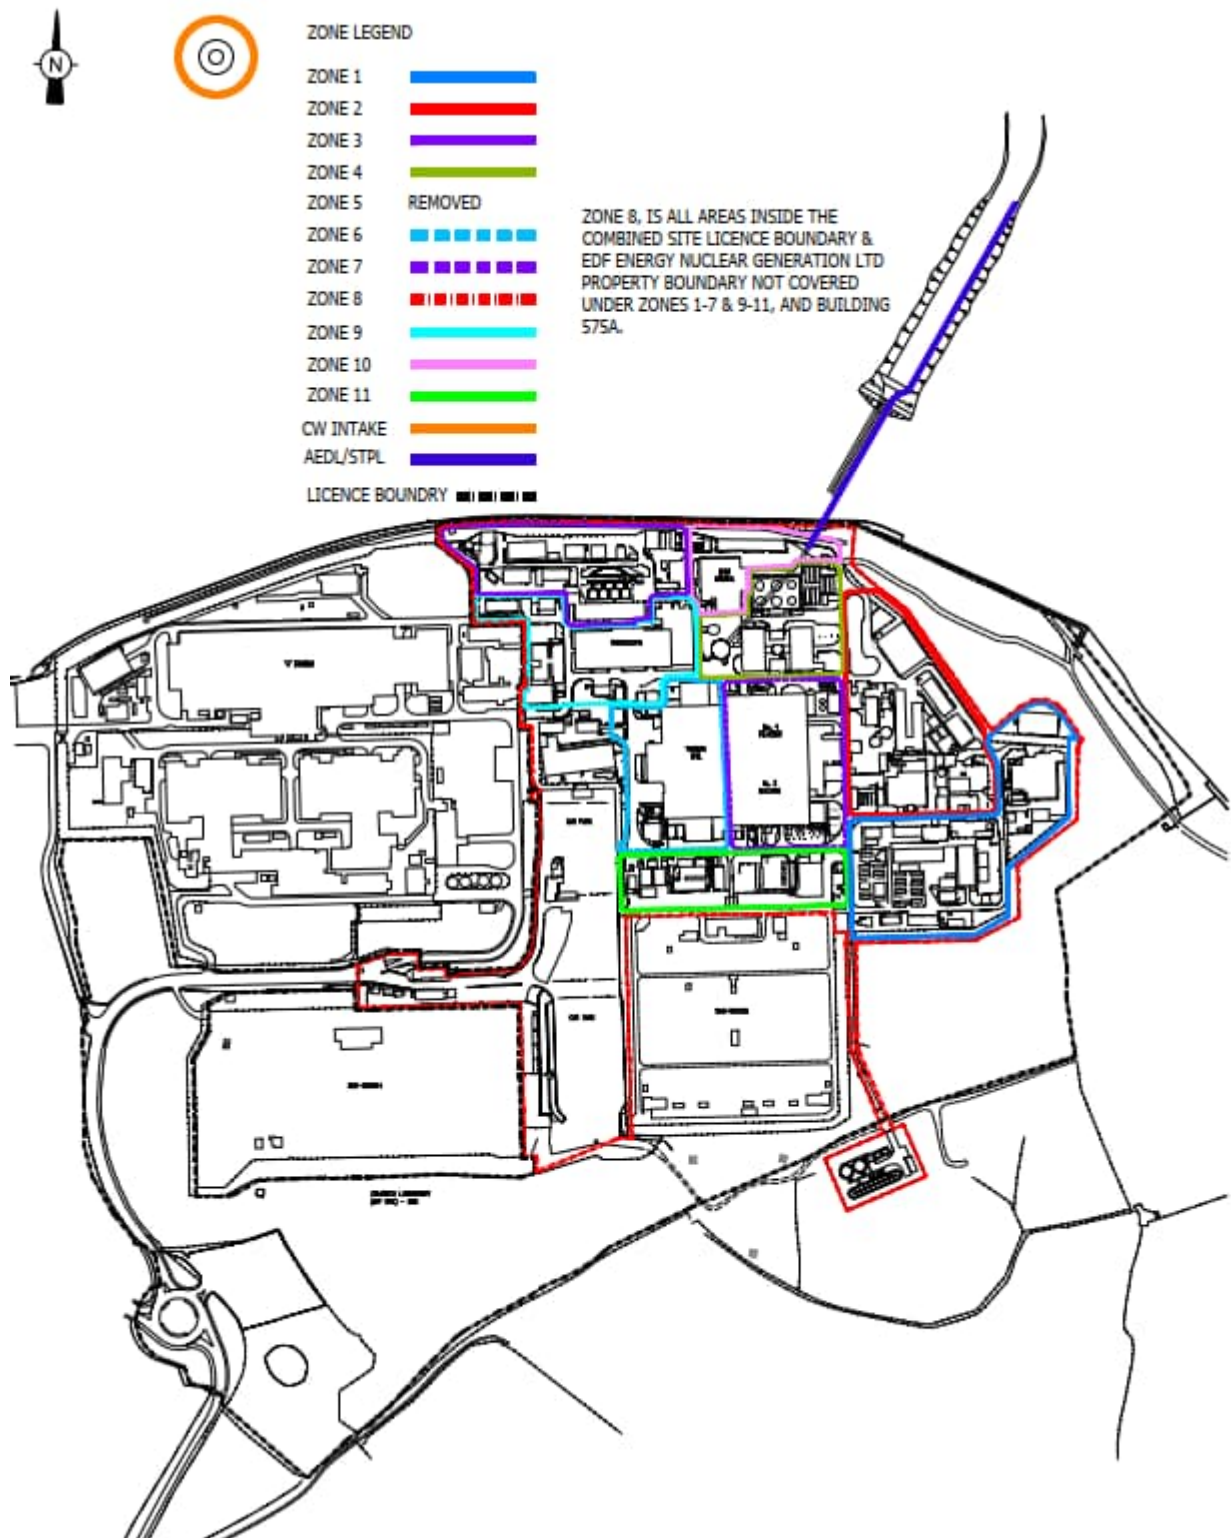 N
ZONE LEGEND
ZONE 1
ZONE 2
ZONE 3
ZONE 4
ZONE 5 REMOVED
ZONE 6
ZONE 7
ZONE 8
ZONE 9
ZONE 10
ZONE 11
CW INTAKE
AEDL/STPL
LICENCE BOUNDRY
ZONE 8, IS ALL AREAS INSIDE THE
COMBINED SITE LICENCE BOUNDARY &
EDF ENERGY NUCLEAR GENERATION LTD
PROPERTY BOUNDARY NOT COVERED
UNDER ZONES 1-7 & 9-11, AND BUILDING
575A.
CAR PARK